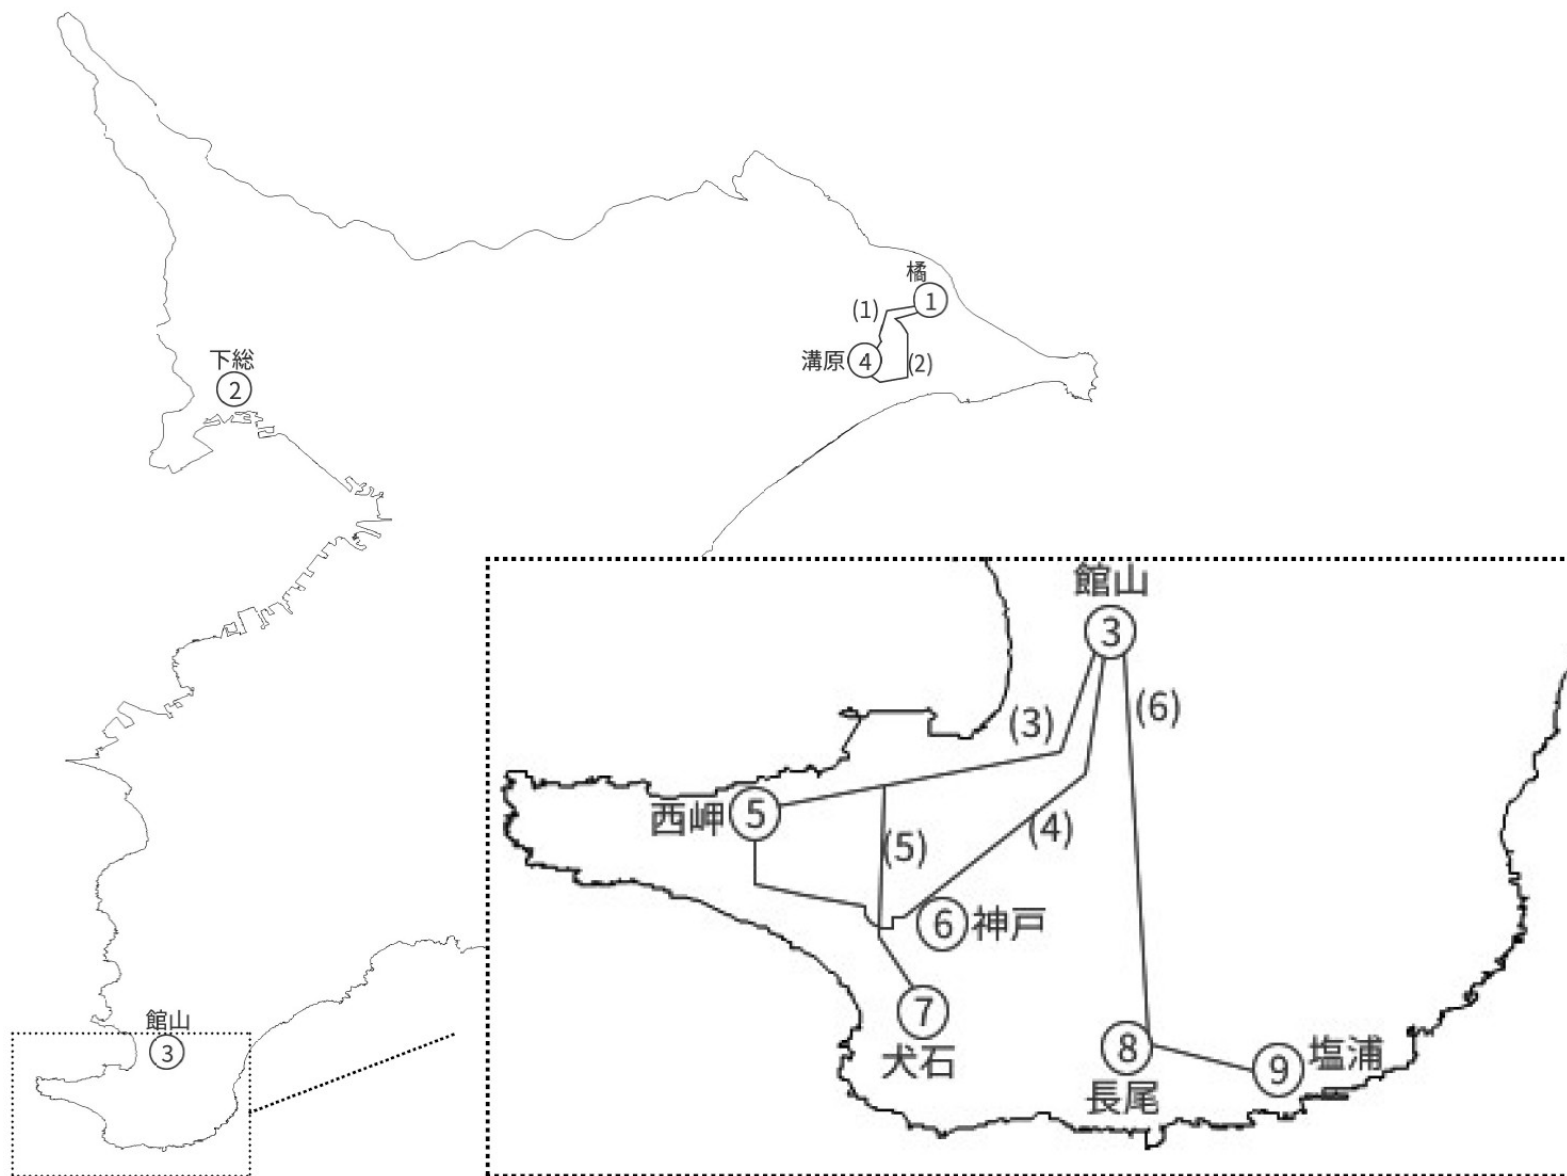 橘
①
(1)
溝原
④
(2)
下総
②
館山
③
館山
③
(3)
(6)
西岬
⑤
(4)
(5)
⑥
神戸
⑦
犬石
⑧
長尾
⑨
塩浦